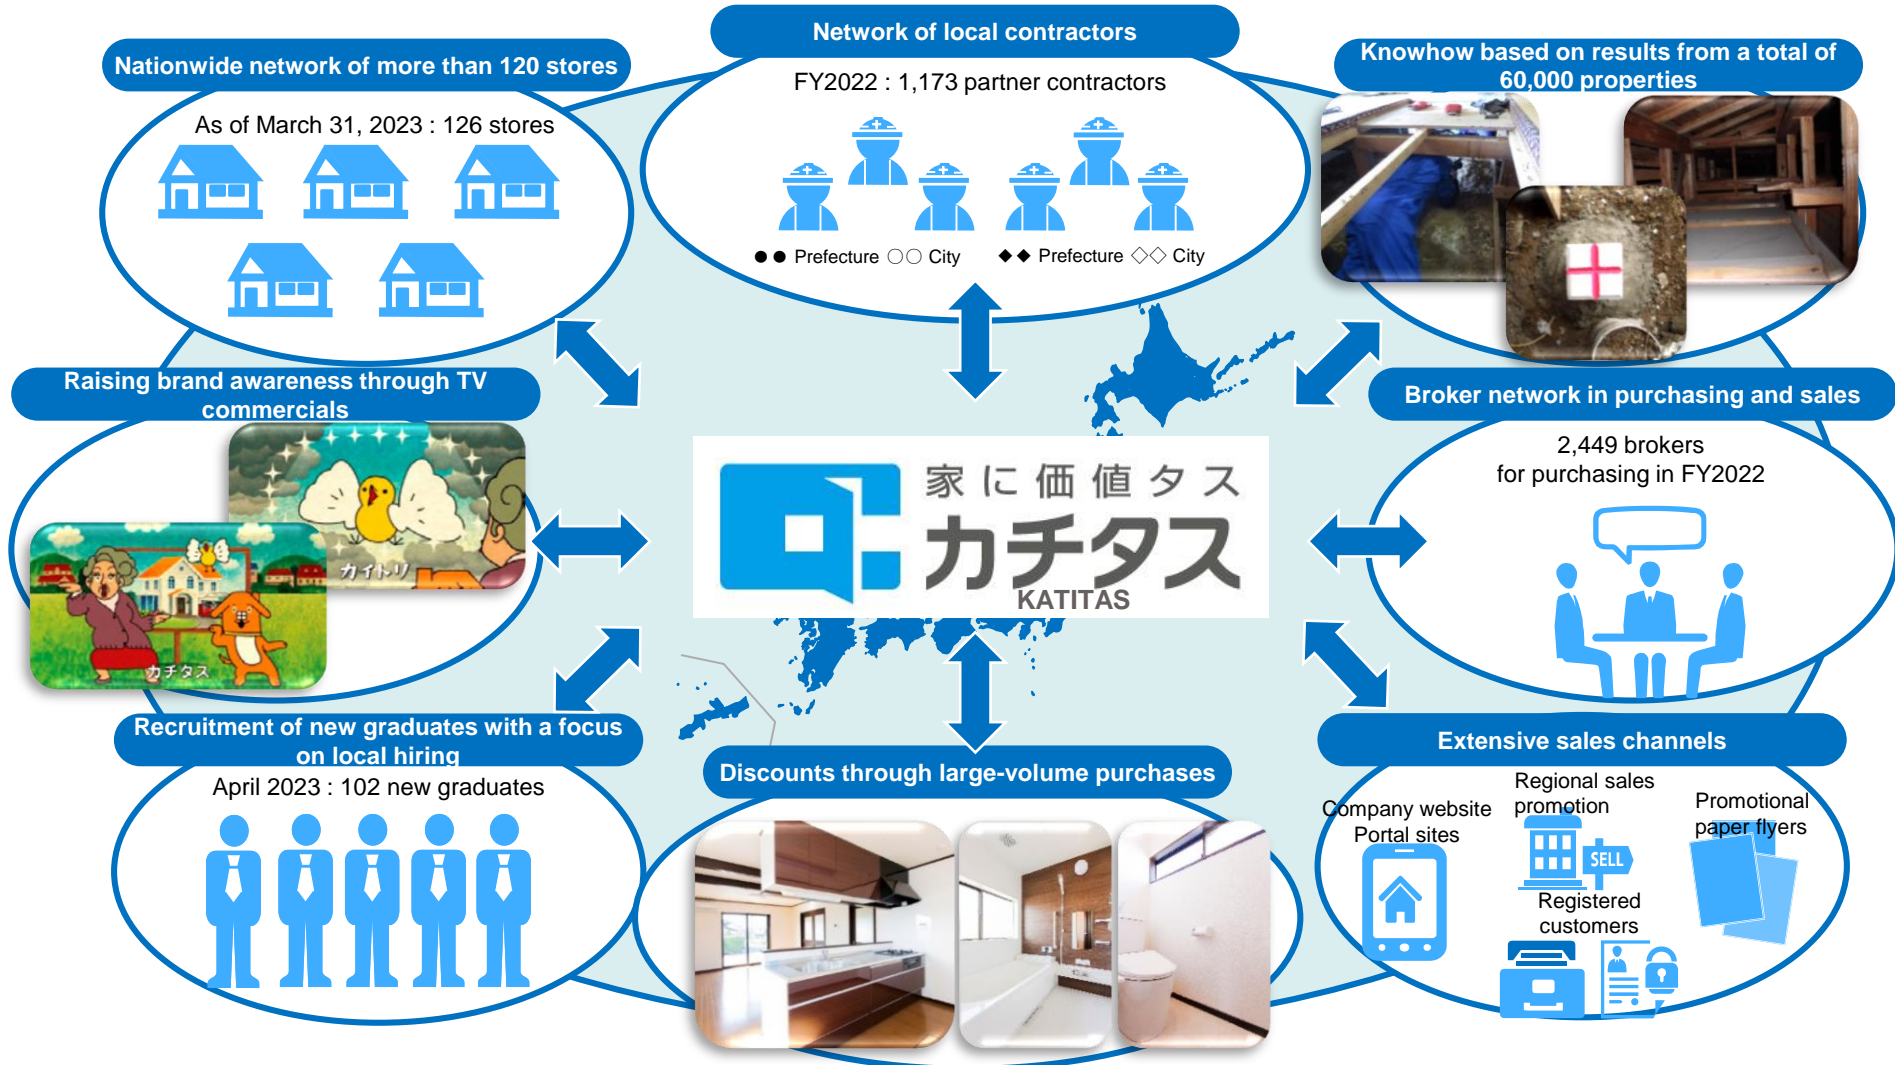 Network of local contractors
FY2022 : 1,173 partner contractors
●● Prefecture ○○ City
◆◆ Prefecture ◇◇ City
Nationwide network of more than 120 stores
As of March 31, 2023 : 126 stores
Knowhow based on results from a total of
60,000 properties
Raising brand awareness through TV
commercials
カイトリ
カチタス
家に価値タス
カチタス
KATITAS
Broker network in purchasing and sales
2,449 brokers
for purchasing in FY2022
Recruitment of new graduates with a focus
on local hiring
April 2023 : 102 new graduates
Discounts through large-volume purchases
Extensive sales channels
Company website
Portal sites
Regional sales
promotion
SELL
Promotional
paper flyers
Registered
customers